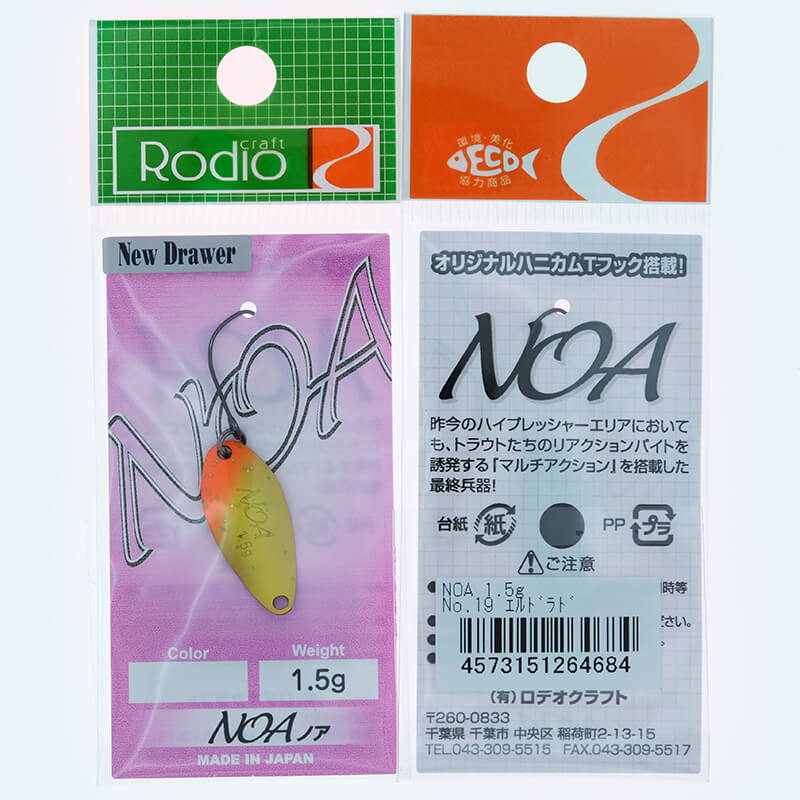 craft
Rodio
New Drawer
NOA
NOA
1.5g
Color
Weight
1.5g
NOA ノア
MADE IN JAPAN
環境・美化
ECO
協力商品
オリジナルハニカムTフック搭載!
NOA
昨今のハイプレッシャーエリアにおいて
も、トラウトたちのリアクションバイトを
誘発する『マルチアクション』を搭載した
最終兵器!
台紙 紙 PP プラ
ご注意
NOA 1.5g
No.19 ｴﾙﾄﾞﾗﾄﾞ
時等
ださい。
4573151264684
(有)ロデオクラフト
〒260-0833
千葉県 千葉市 中央区 稲荷町2-13-15
TEL.043-309-5515 FAX.043-309-5517